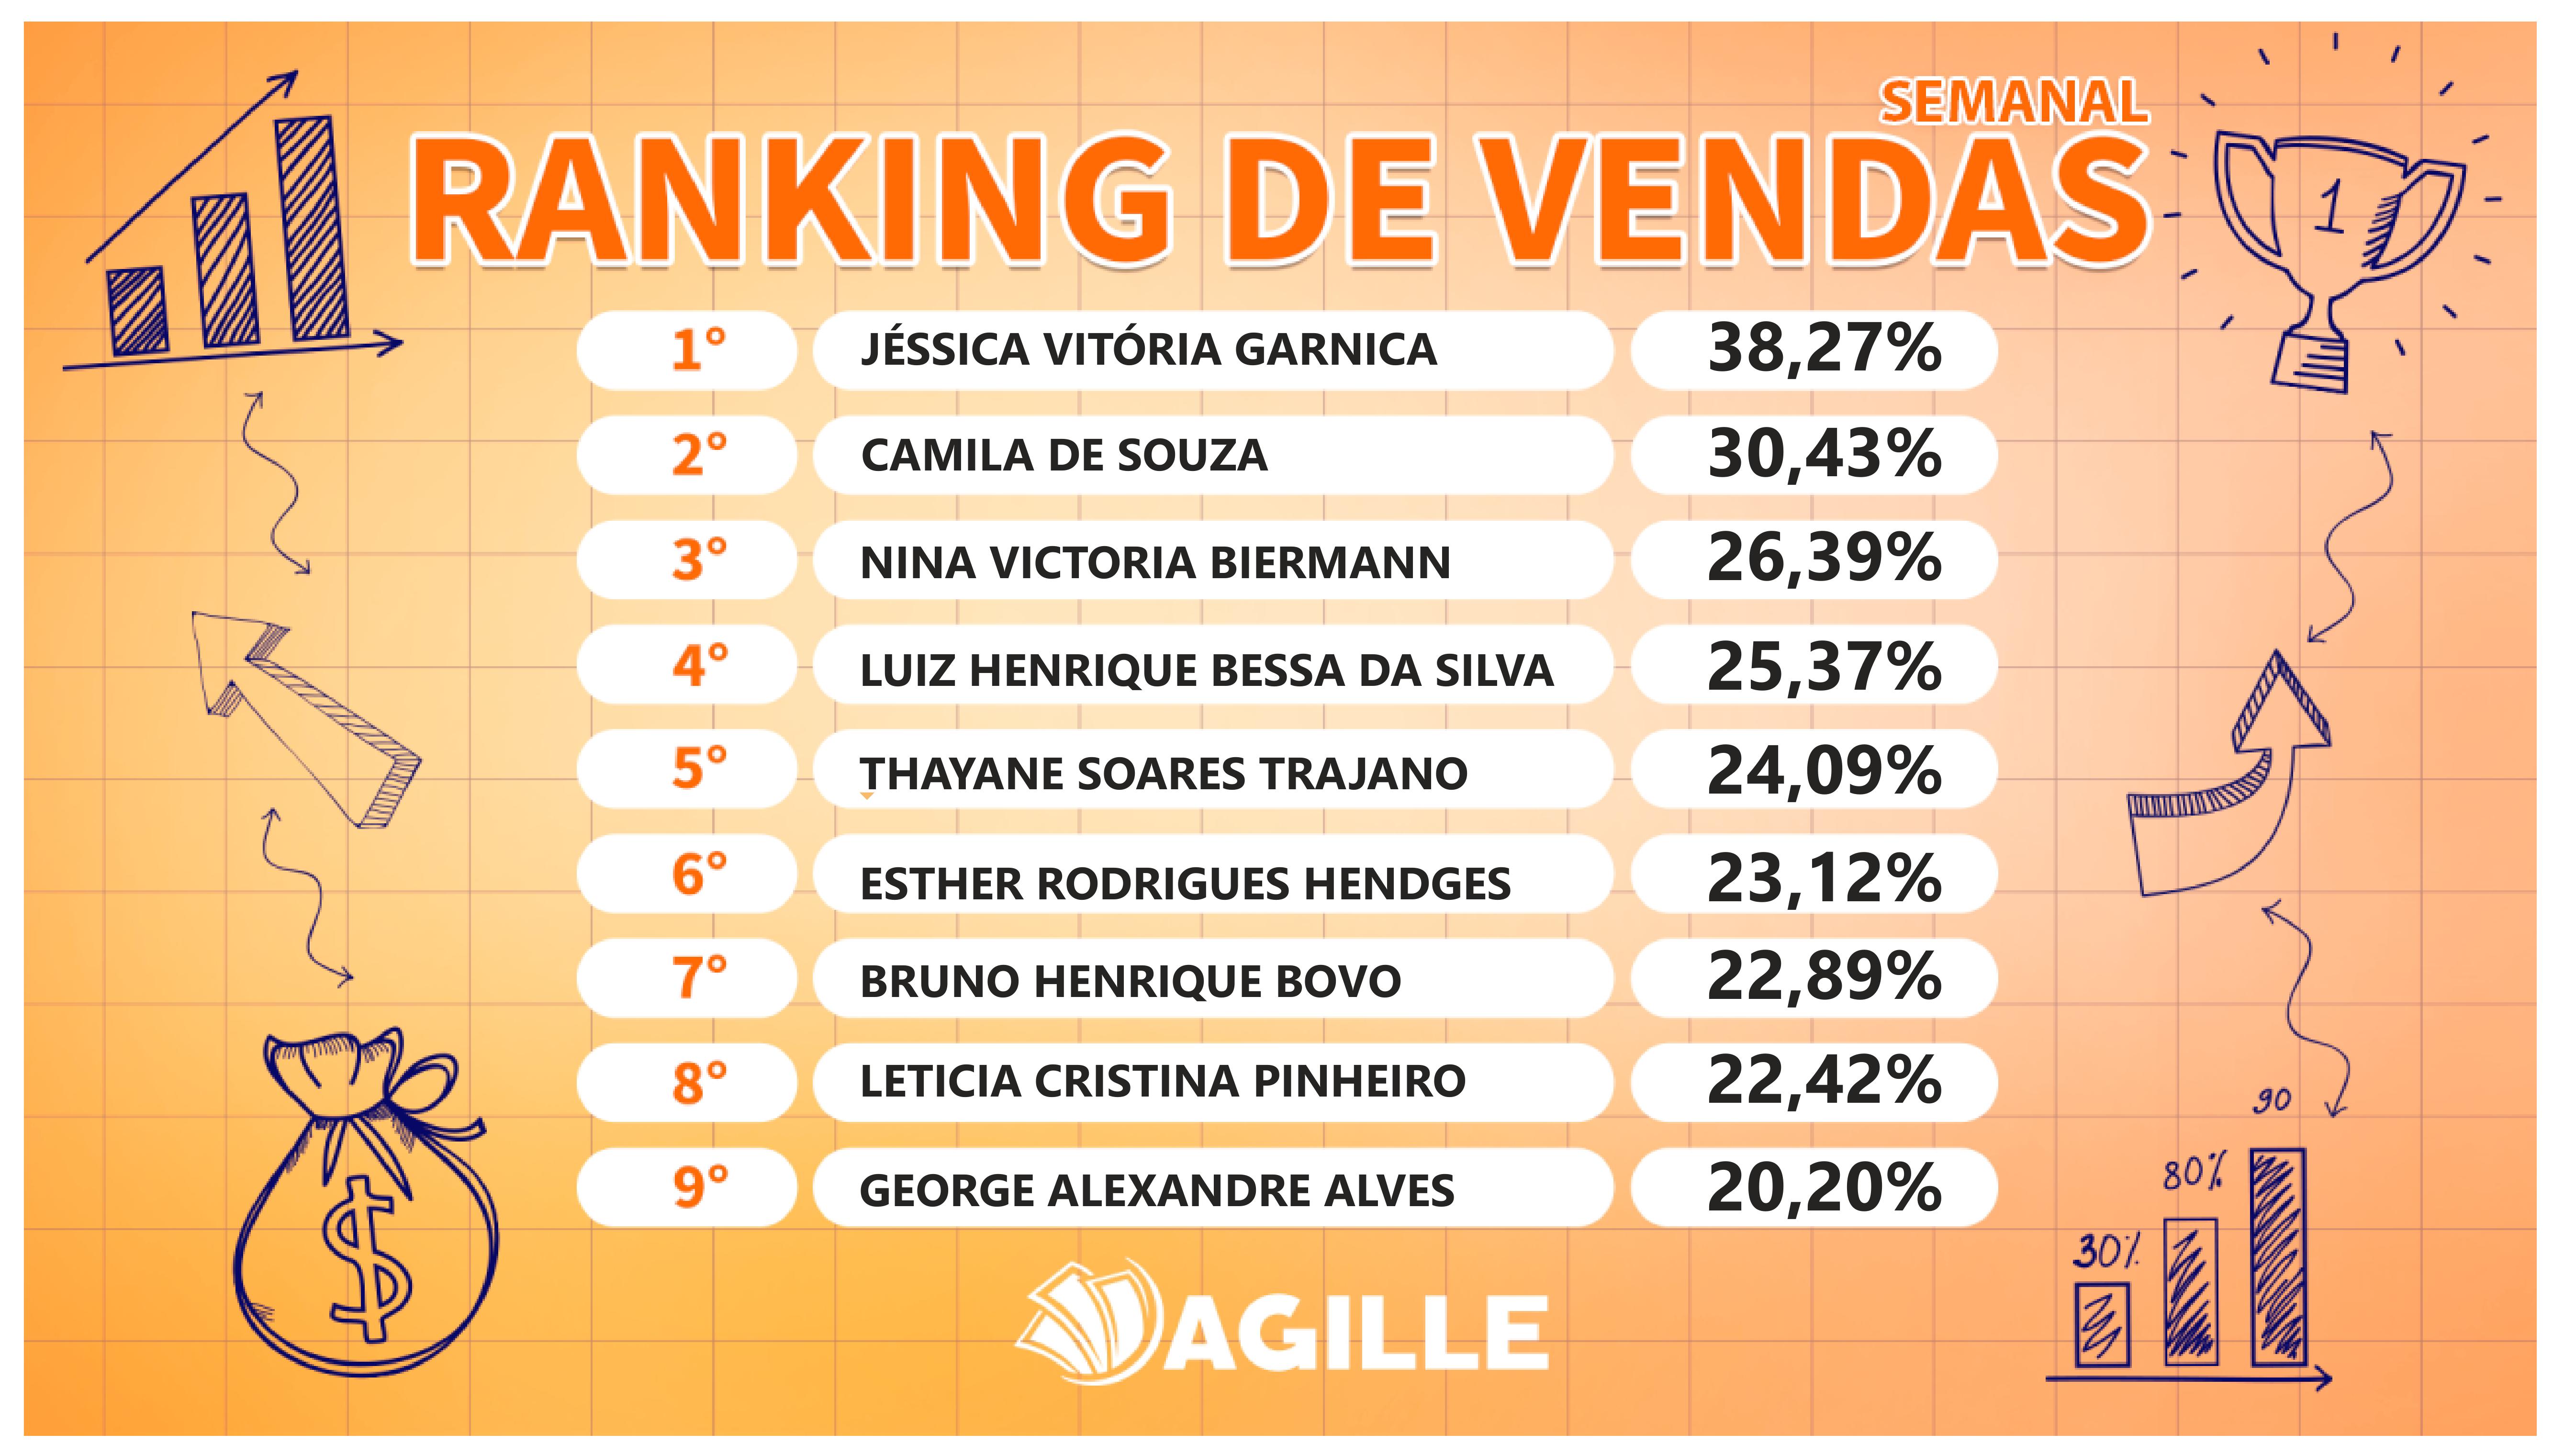 SEMANAL
RANKING DE VENDAS
1
1° JÉSSICA VITÓRIA GARNICA 38,27%
2° CAMILA DE SOUZA 30,43%
3° NINA VICTORIA BIERMANN 26,39%
4° LUIZ HENRIQUE BESSA DA SILVA 25,37%
5° THAYANE SOARES TRAJANO 24,09%
6° ESTHER RODRIGUES HENDGES 23,12%
7° BRUNO HENRIQUE BOVO 22,89%
8° LETICIA CRISTINA PINHEIRO 22,42%
9° GEORGE ALEXANDRE ALVES 20,20%
90
80%
30%
$
AGILLE